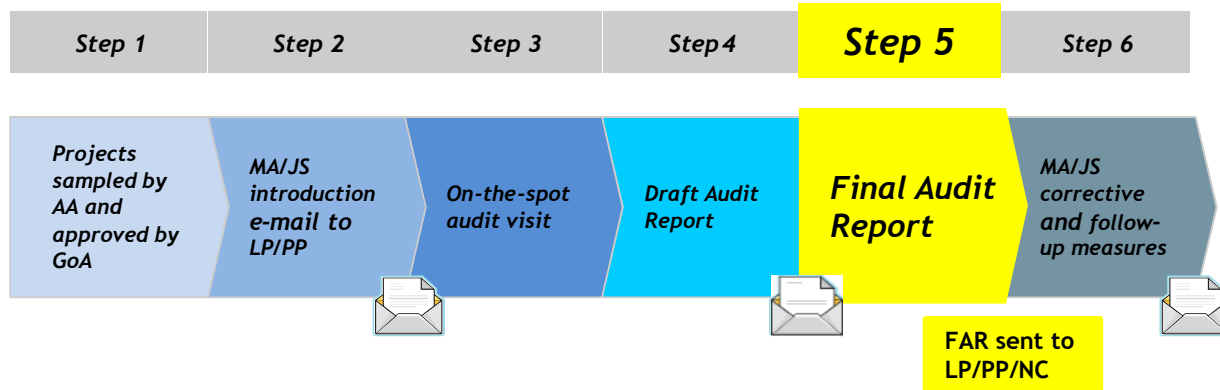 Step 1
Step 2
Step 3
Step4
Step 5
Step 6
Projects
sampled by
AA and
approved by
GoA
MA/JS
introduction
e-mail to
LP/PP
On-the-spot
audit visit
Draft Audit
Report
Final Audit
Report
MA/JS
corrective
and follow-
up measures
FAR sent to
LP/PP/NC